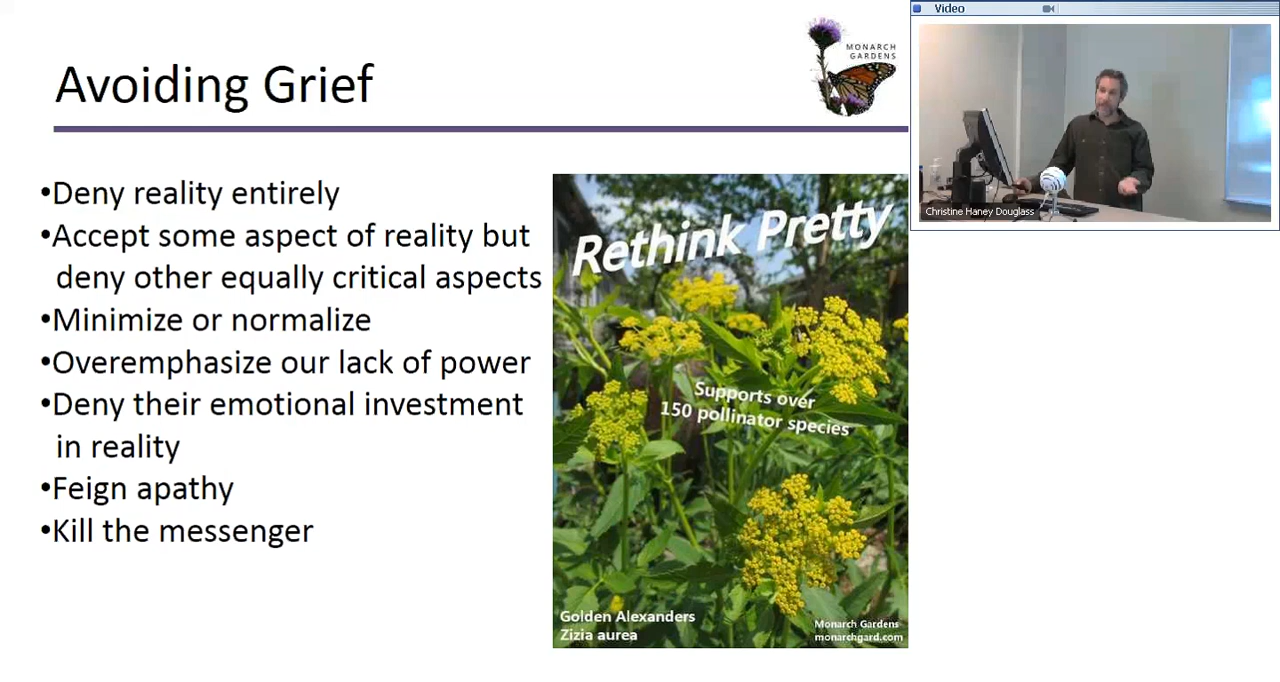 Avoiding Grief
MONARCH
GARDENS
•Deny reality entirely
•Accept some aspect of reality but
deny other equally critical aspects
•Minimize or normalize
•Overemphasize our lack of power
•Deny their emotional investment
in reality
•Feign apathy
•Kill the messenger
Rethink Pretty
Supports over
150 pollinator species
Golden Alexanders
Zizia aurea
Monarch Gardens
monarchgard.com
Video
Christine Haney Douglass